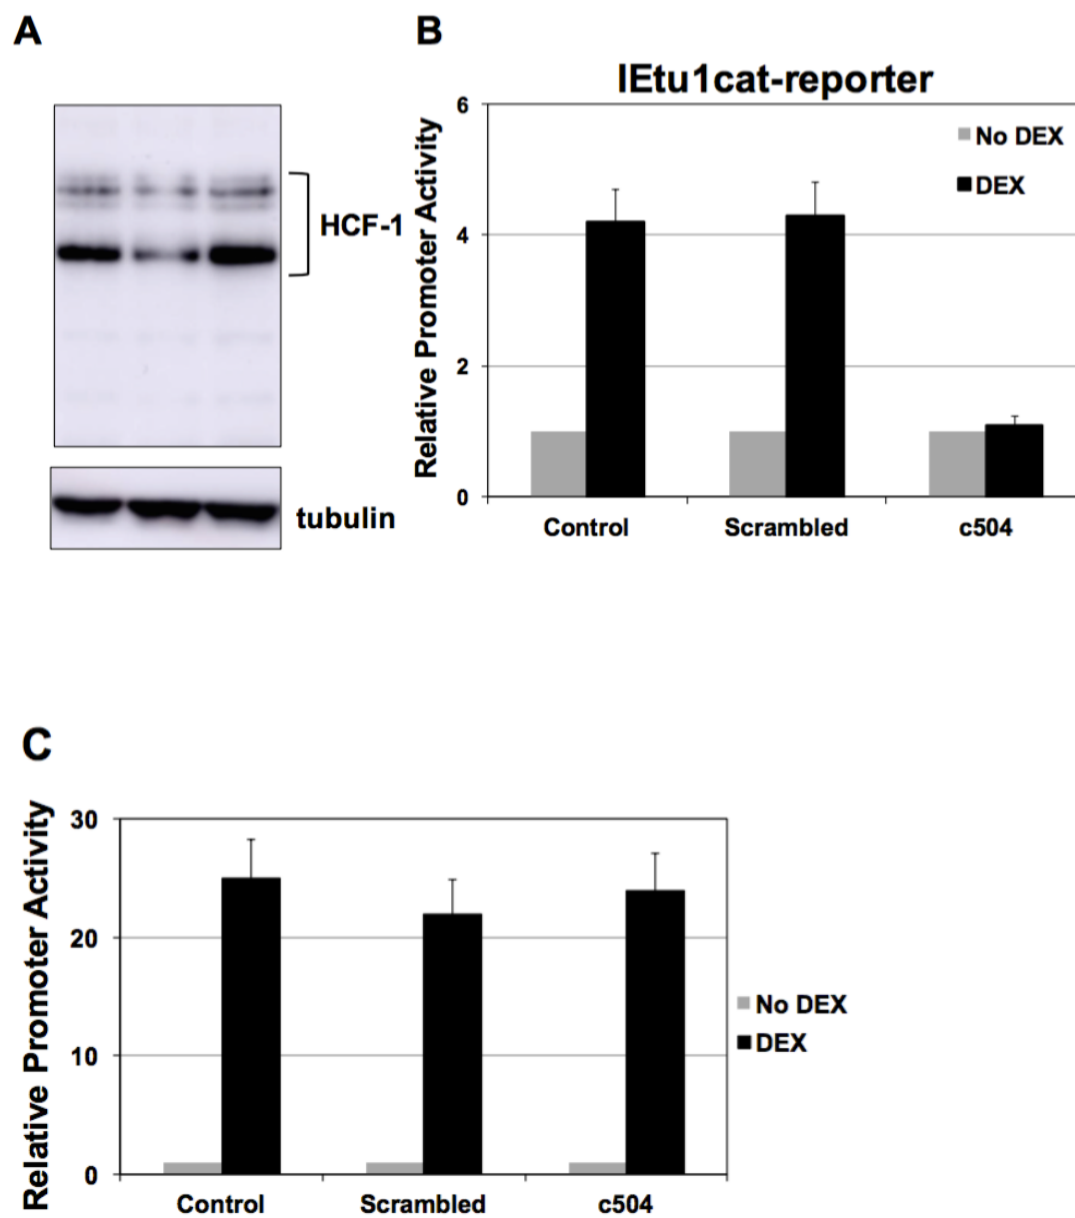 A
HCF-1
tubulin
B
IEtu1cat-reporter
Relative Promoter Activity
6
4
2
0
No DEX
DEX
Control Scrambled c504
C
Relative Promoter Activity
30
20
10
0
No DEX
DEX
Control Scrambled c504